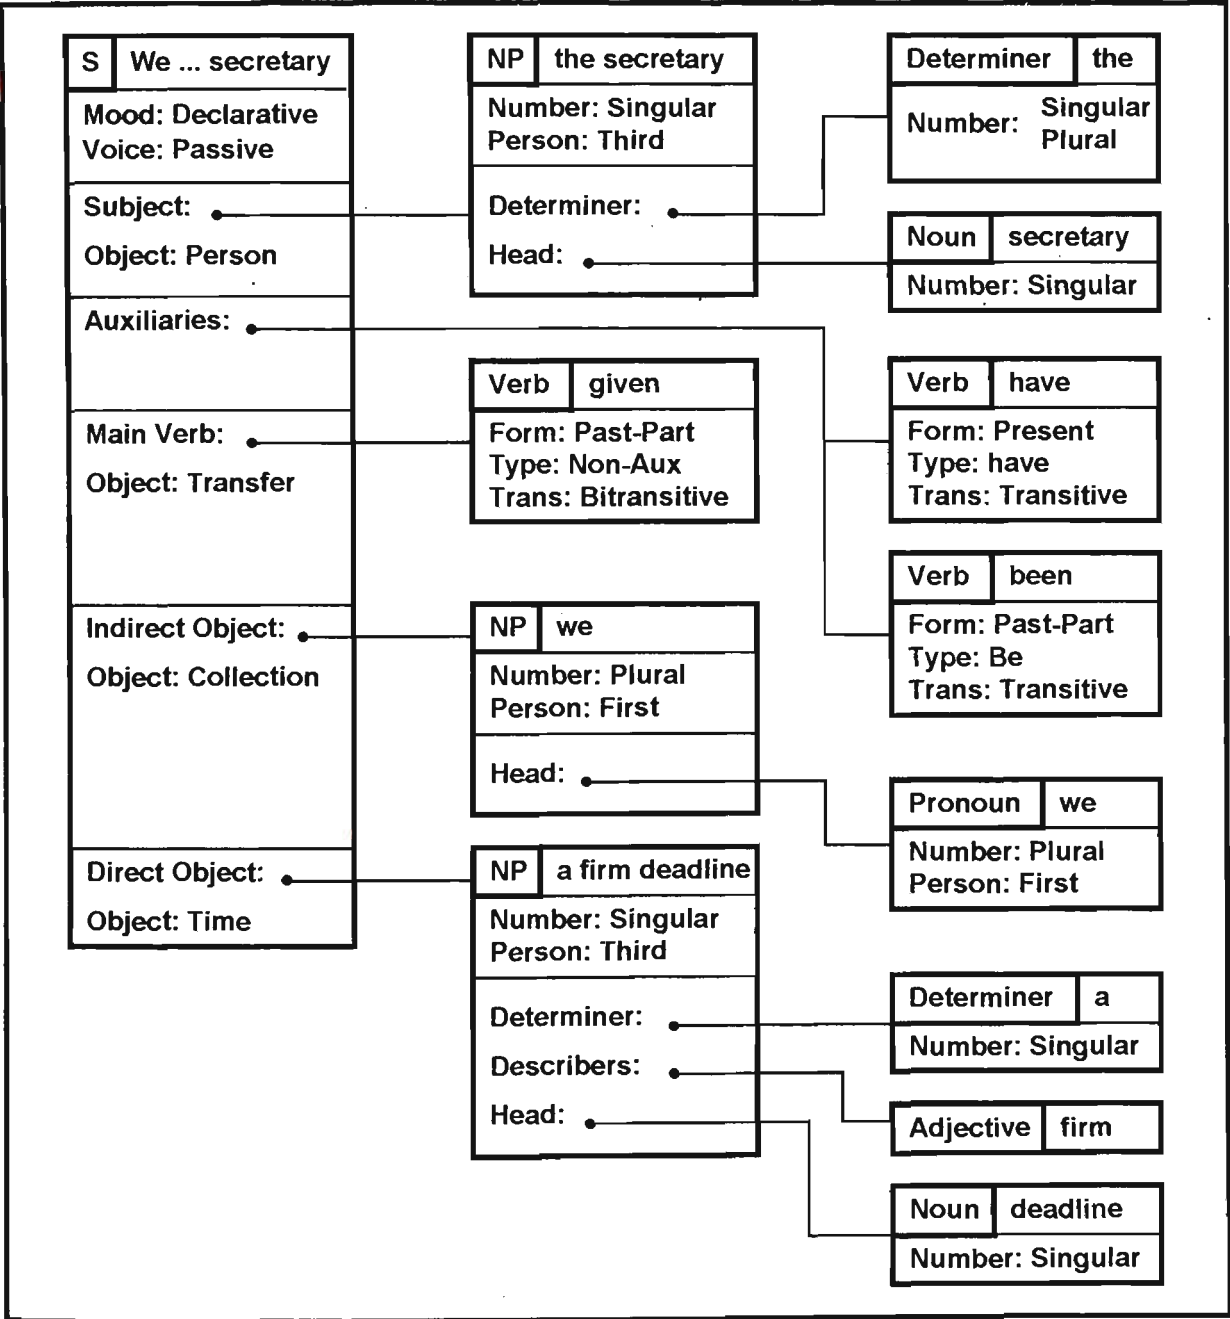 S We ... secretary
Mood: Declarative
Voice: Passive
Subject:
Object: Person
Auxiliaries:
Main Verb:
Object: Transfer
Indirect Object:
Object: Collection
Direct Object:
Object: Time
NP the secretary
Number: Singular
Person: Third
Determiner:
Head:
Verb given
Form: Past-Part
Type: Non-Aux
Trans: Bitransitive
NP we
Number: Plural
Person: First
Head:
NP a firm deadline
Number: Singular
Person: Third
Determiner:
Describers:
Head:
Determiner the
Number: Singular
Plural
Noun secretary
Number: Singular
Verb have
Form: Present
Type: have
Trans: Transitive
Verb been
Form: Past-Part
Type: Be
Trans: Transitive
Pronoun we
Number: Plural
Person: First
Determiner a
Number: Singular
Adjective firm
Noun deadline
Number: Singular